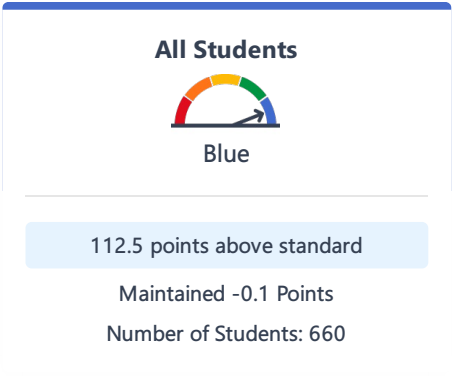 All Students
Blue
112.5 points above standard
Maintained -0.1 Points
Number of Students: 660